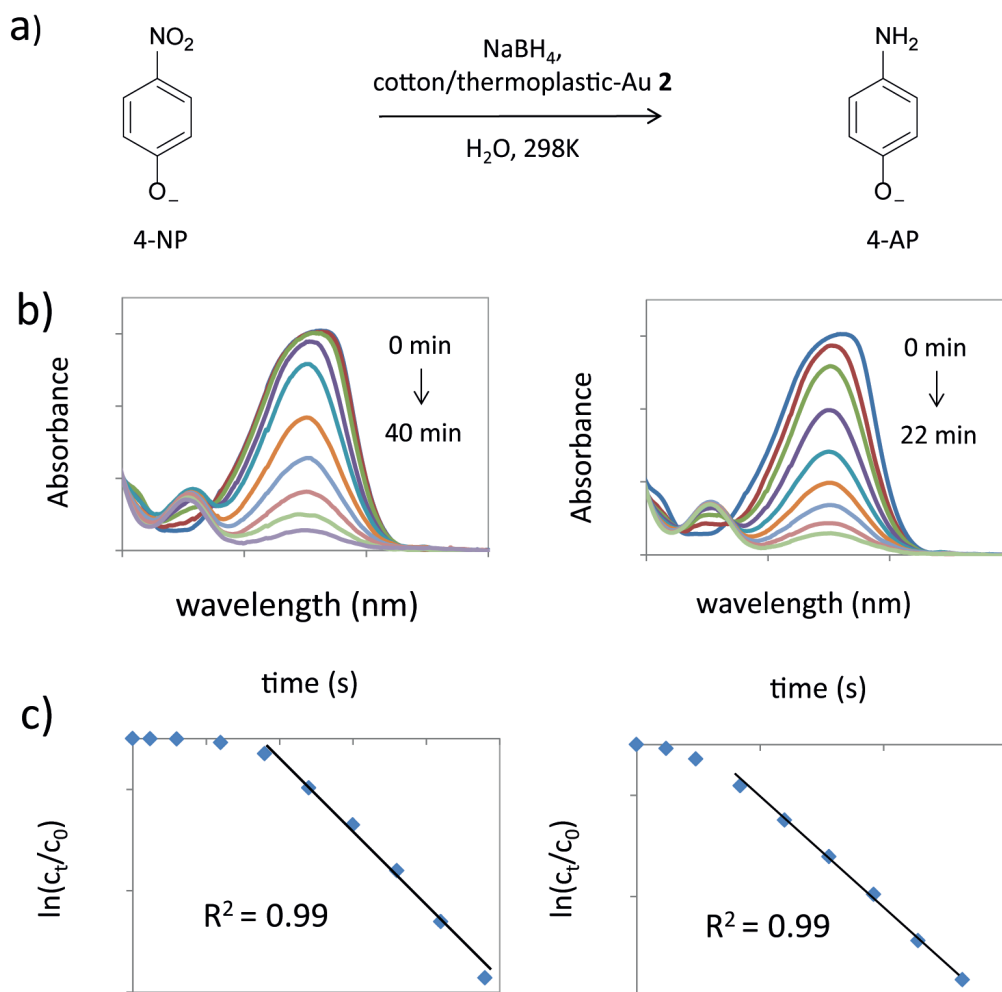 a)
NO₂
O−
4-NP
NaBH₄,
cotton/thermoplastic-Au 2
H₂O, 298K
NH₂
O−
4-AP
b)
Absorbance
0 min
40 min
wavelength (nm)
Absorbance
0 min
22 min
wavelength (nm)
c)
time (s)
ln(cₜ/c₀)
R² = 0.99
time (s)
ln(cₜ/c₀)
R² = 0.99